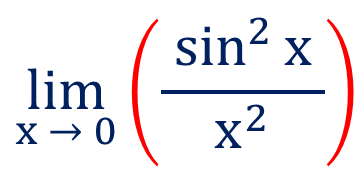 lim x → 0 ( sin² x / x² )